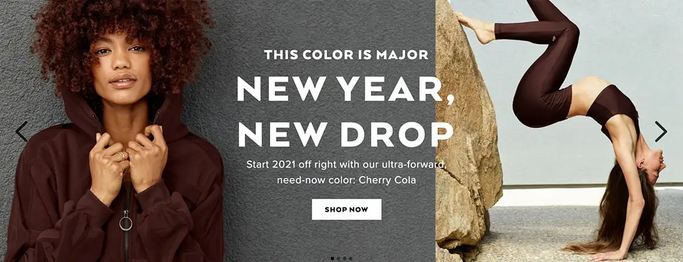 THIS COLOR IS MAJOR
NEW YEAR,
NEW DROP
Start 2021 off right with our ultra-forward,
need-now color: Cherry Cola
SHOP NOW